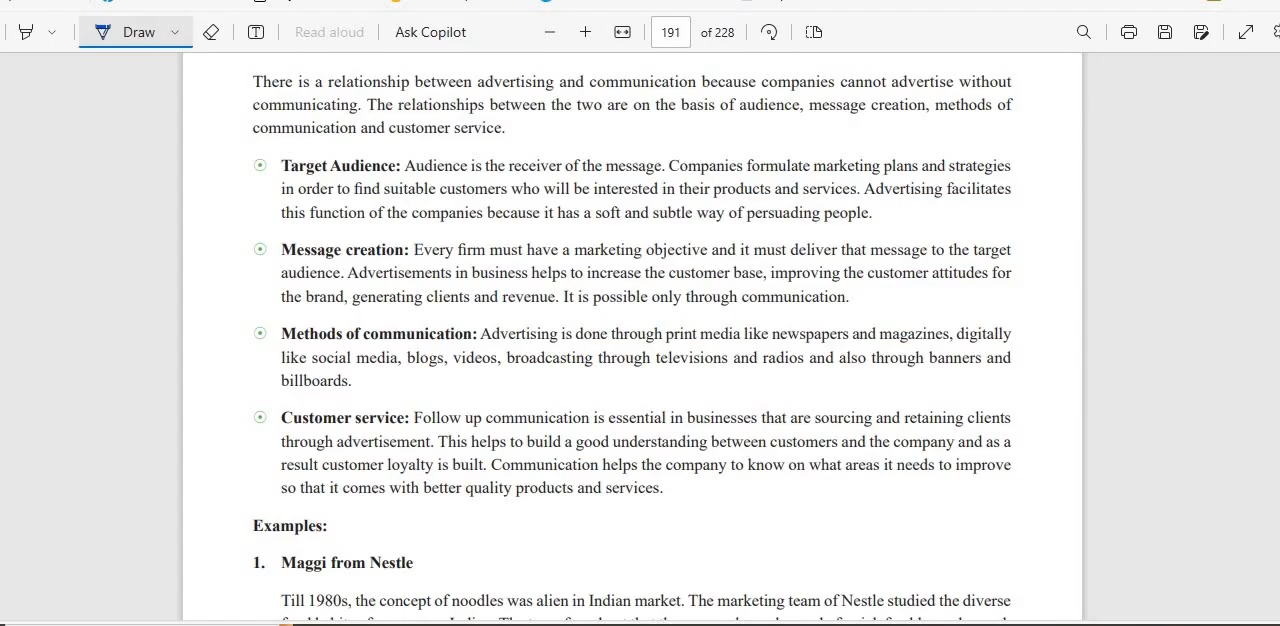 Draw
Read aloud
Ask Copilot
191 of 228
There is a relationship between advertising and communication because companies cannot advertise without
communicating. The relationships between the two are on the basis of audience, message creation, methods of
communication and customer service.
Target Audience: Audience is the receiver of the message. Companies formulate marketing plans and strategies
in order to find suitable customers who will be interested in their products and services. Advertising facilitates
this function of the companies because it has a soft and subtle way of persuading people.
Message creation: Every firm must have a marketing objective and it must deliver that message to the target
audience. Advertisements in business helps to increase the customer base, improving the customer attitudes for
the brand, generating clients and revenue. It is possible only through communication.
Methods of communication: Advertising is done through print media like newspapers and magazines, digitally
like social media, blogs, videos, broadcasting through televisions and radios and also through banners and
billboards.
Customer service: Follow up communication is essential in businesses that are sourcing and retaining clients
through advertisement. This helps to build a good understanding between customers and the company and as a
result customer loyalty is built. Communication helps the company to know on what areas it needs to improve
so that it comes with better quality products and services.
Examples:
1. Maggi from Nestle
Till 1980s, the concept of noodles was alien in Indian market. The marketing team of Nestle studied the diverse